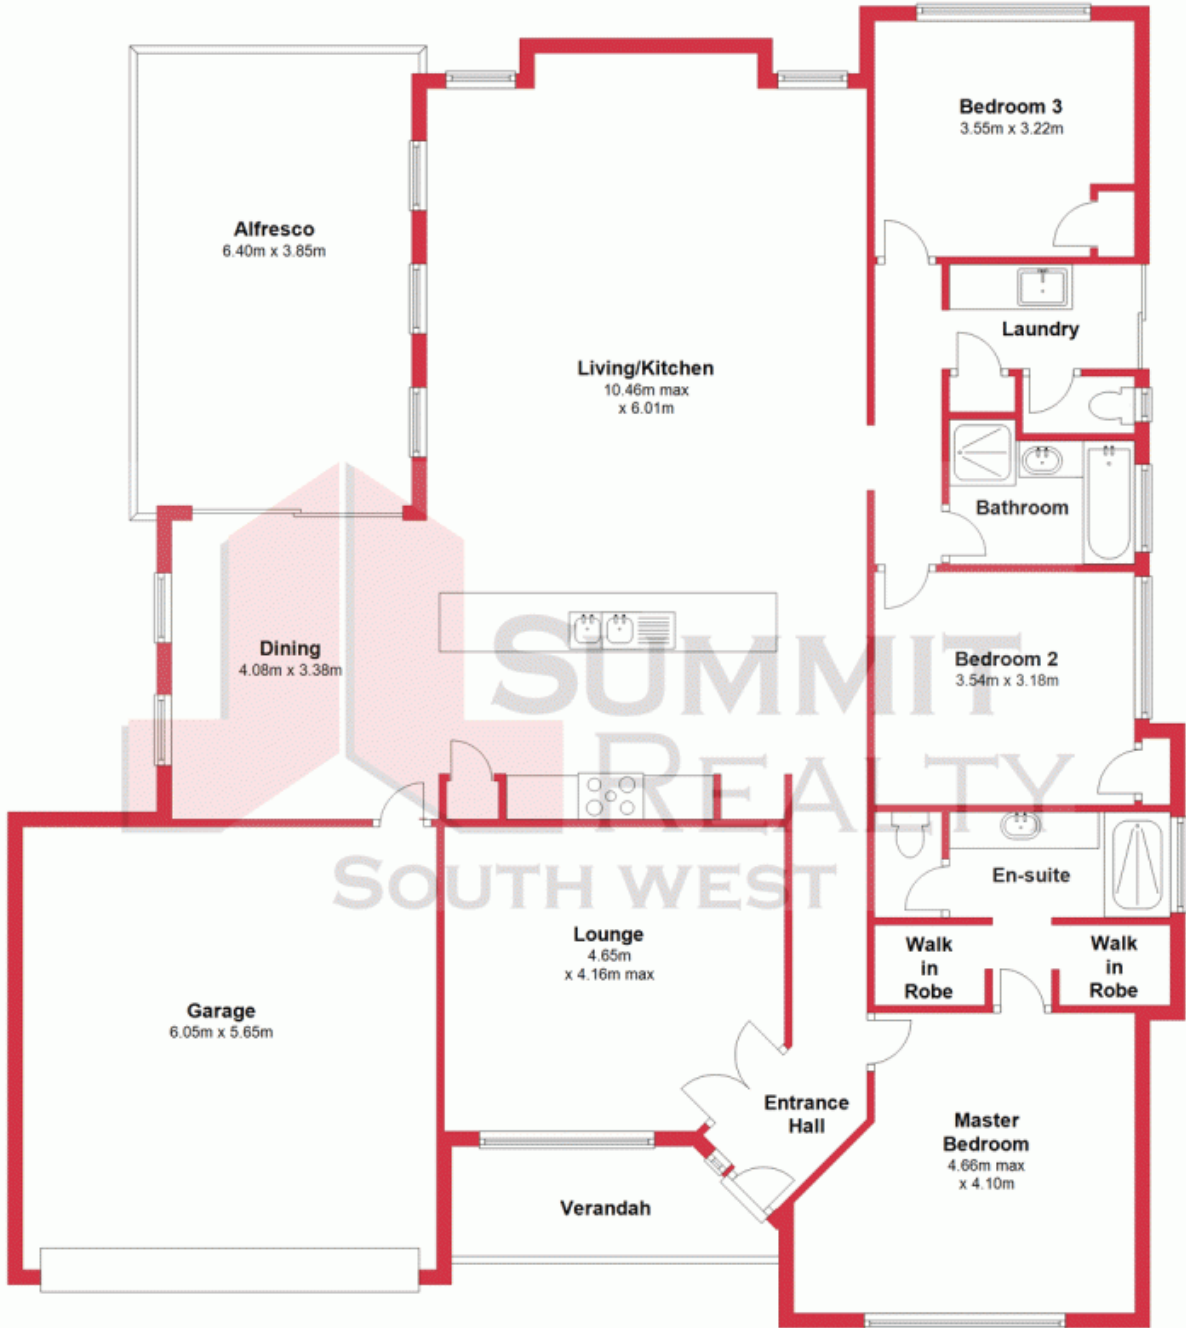 Bedroom 3
3.55m x 3.22m
Alfresco
6.40m x 3.85m
Laundry
Living/Kitchen
10.46m max
x 6.01m
Bathroom
Dining
4.08m x 3.38m
Bedroom 2
3.54m x 3.18m
SUMMIT
REALTY
SOUTH WEST
En-suite
Lounge
4.65m
x 4.16m max
Walk
in
Robe
Walk
in
Robe
Garage
6.05m x 5.65m
Entrance
Hall
Master
Bedroom
4.66m max
x 4.10m
Verandah